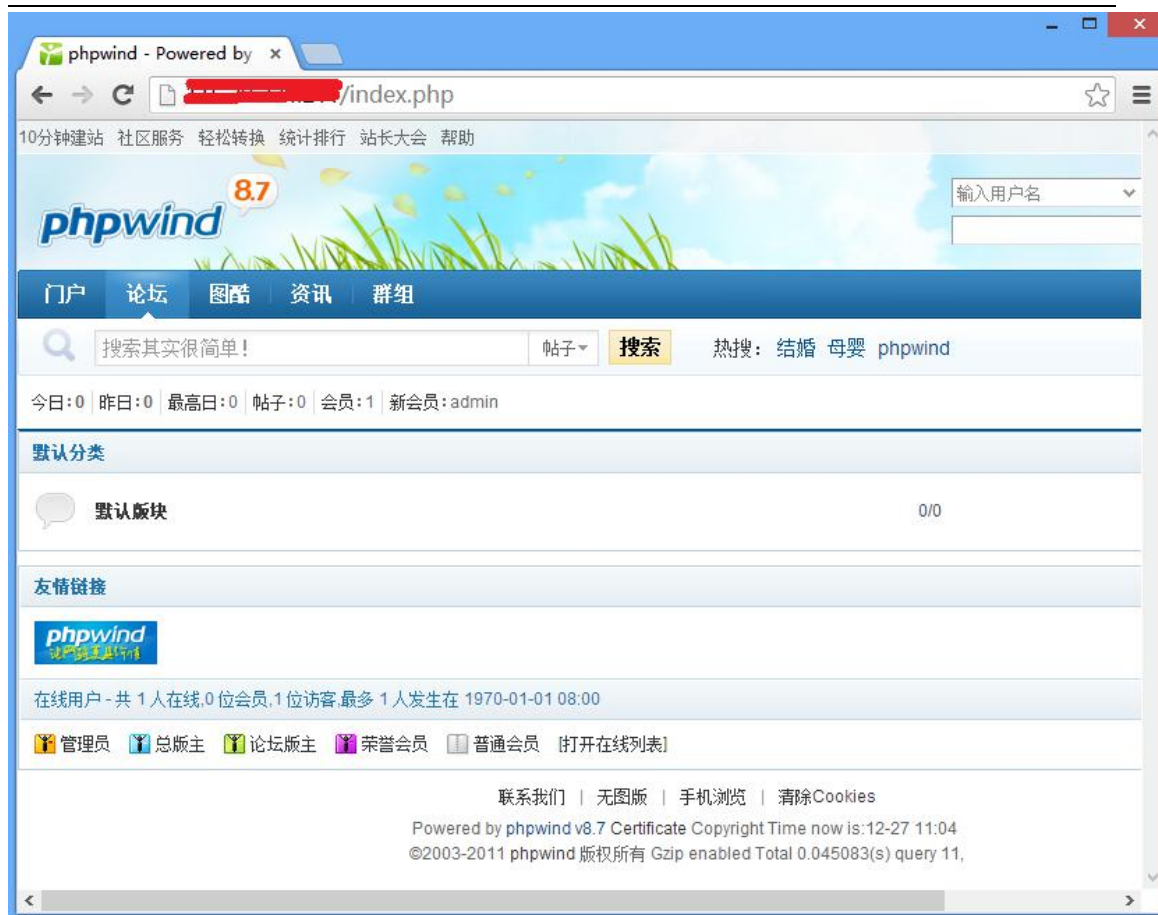 phpwind - Powered by
/index.php
10分钟建站 社区服务 轻松转换 统计排行 站长大会 帮助
phpwind 8.7
输入用户名
门户 论坛 图酷 资讯 群组
搜索其实很简单! 帖子 搜索 热搜: 结婚 母婴 phpwind
今日:0 昨日:0 最高日:0 帖子:0 会员:1 新会员:admin
默认分类
默认版块 0/0
友情链接
phpwind
在线用户 - 共 1 人在线,0 位会员,1 位访客,最多 1 人发生在 1970-01-01 08:00
管理员 总版主 论坛版主 荣誉会员 普通会员 [打开在线列表]
联系我们 | 无图版 | 手机浏览 | 清除Cookies
Powered by phpwind v8.7 Certificate Copyright Time now is:12-27 11:04
©2003-2011 phpwind 版权所有 Gzip enabled Total 0.045083(s) query 11,